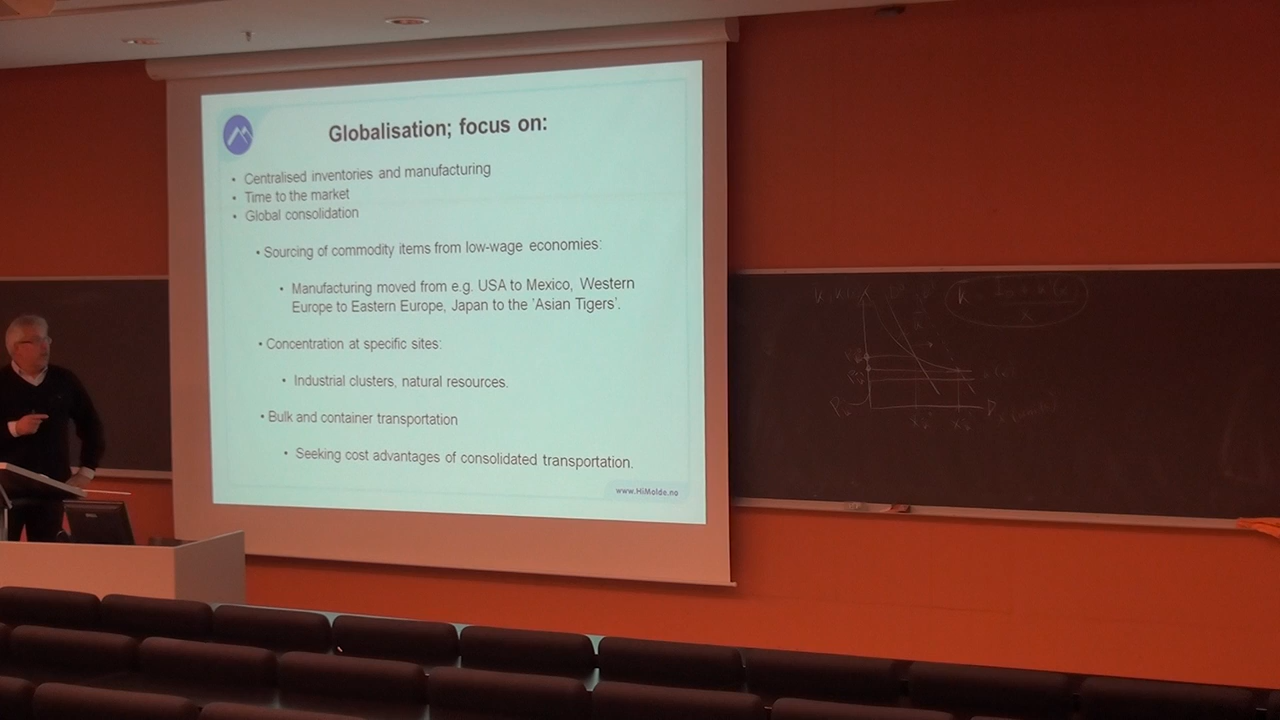 Globalisation; focus on:
• Centralised inventories and manufacturing
• Time to the market
• Global consolidation
• Sourcing of commodity items from low-wage economies:
• Manufacturing moved from e.g. USA to Mexico, Western
Europe to Eastern Europe, Japan to the 'Asian Tigers'.
• Concentration at specific sites:
• Industrial clusters, natural resources.
• Bulk and container transportation
• Seeking cost advantages of consolidated transportation.
www.HiMolde.no